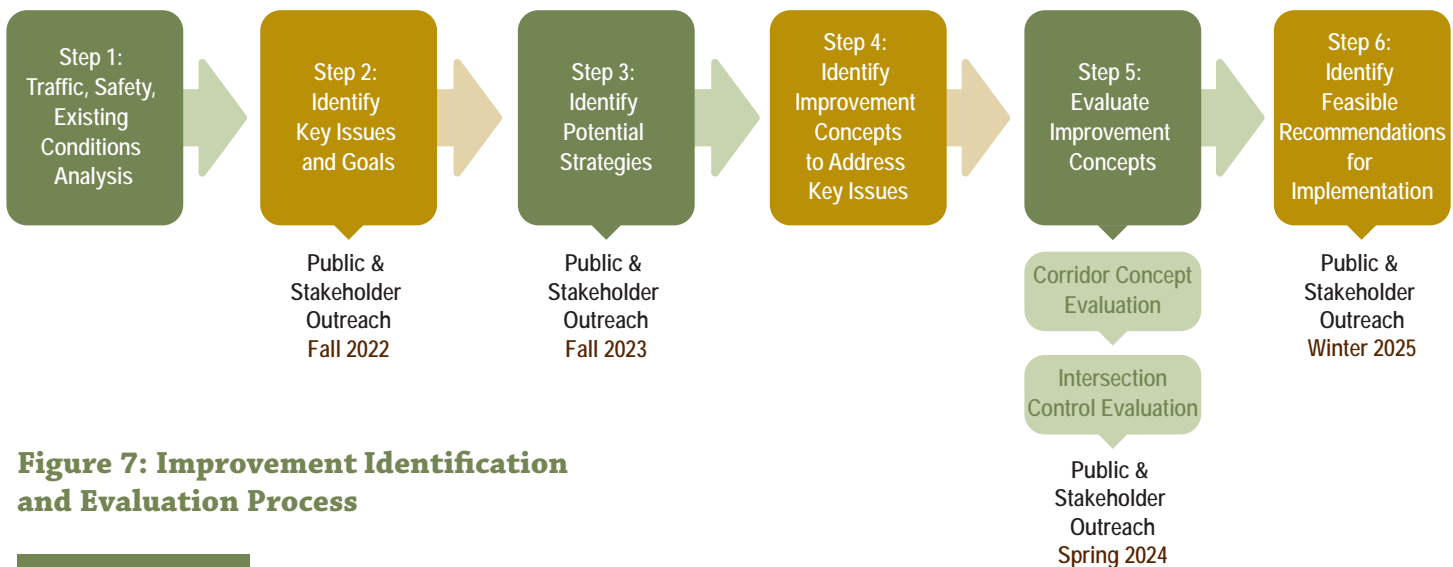 Step 1:
Traffic, Safety,
Existing
Conditions
Analysis
Step 2:
Identify
Key Issues
and Goals
Step 3:
Identify
Potential
Strategies
Step 4:
Identify
Improvement
Concepts
to Address
Key Issues
Step 5:
Evaluate
Improvement
Concepts
Step 6:
Identify
Feasible
Recommendations
for
Implementation
Public &
Stakeholder
Outreach
Fall 2022
Public &
Stakeholder
Outreach
Fall 2023
Corridor Concept
Evaluation
Intersection
Control Evaluation
Public &
Stakeholder
Outreach
Spring 2024
Public &
Stakeholder
Outreach
Winter 2025
Figure 7: Improvement Identification
and Evaluation Process